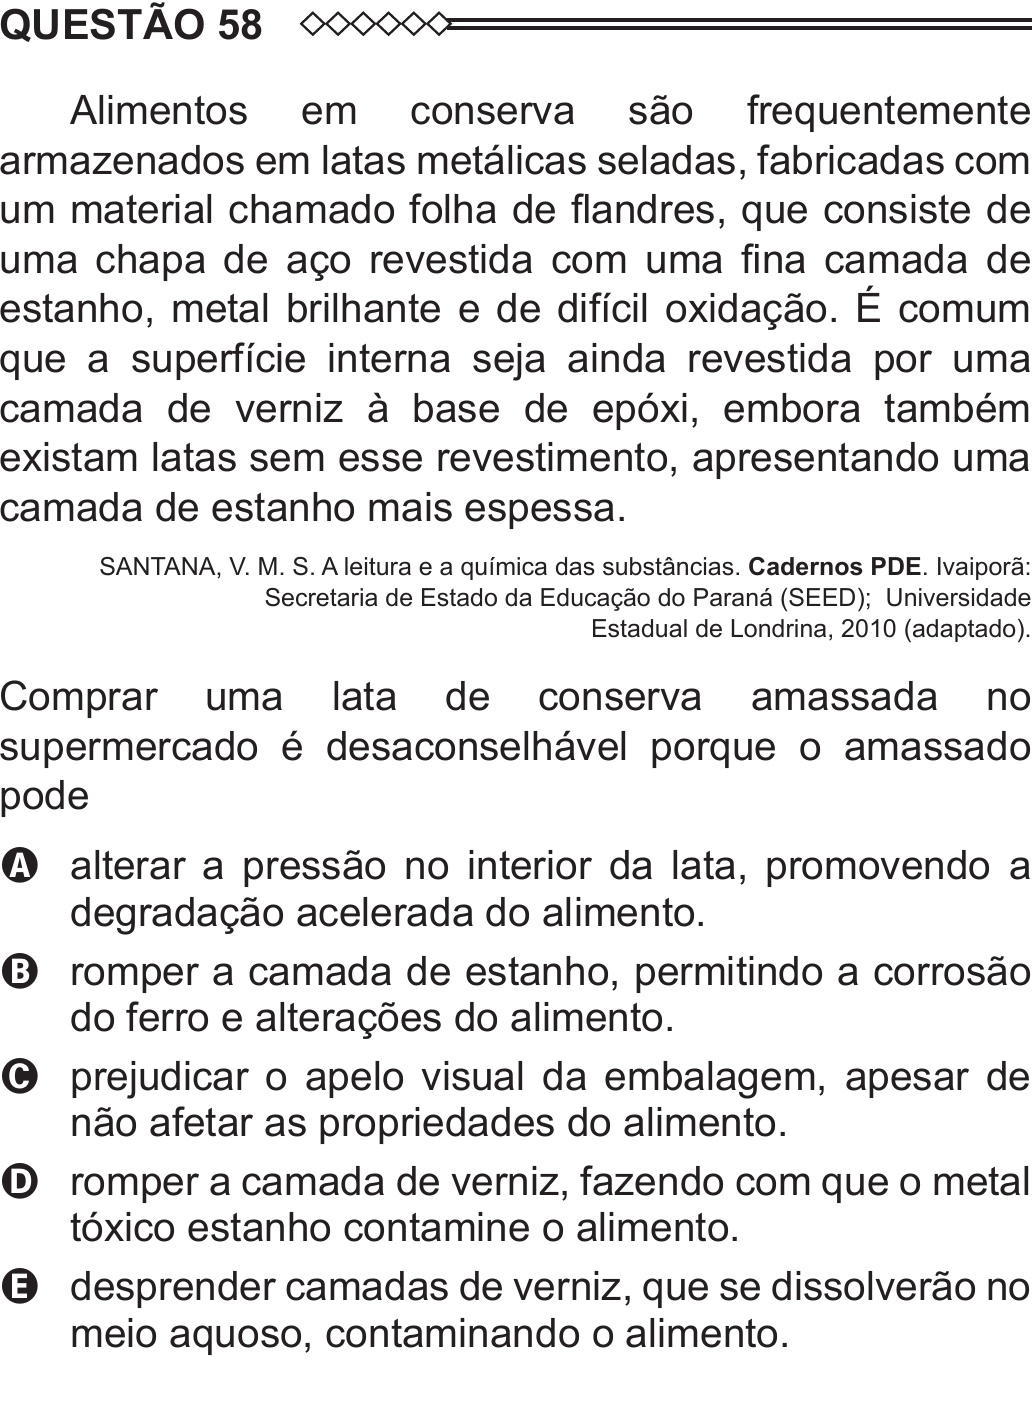 QUESTÃO 58
Alimentos em conserva são frequentemente
armazenados em latas metálicas seladas, fabricadas com
um material chamado folha de flandres, que consiste de
uma chapa de aço revestida com uma fina camada de
estanho, metal brilhante e de difícil oxidação. É comum
que a superfície interna seja ainda revestida por uma
camada de verniz à base de epóxi, embora também
existam latas sem esse revestimento, apresentando uma
camada de estanho mais espessa.
SANTANA, V. M. S. A leitura e a química das substâncias. Cadernos PDE. Ivaiporã:
Secretaria de Estado da Educação do Paraná (SEED); Universidade
Estadual de Londrina, 2010 (adaptado).
Comprar uma lata de conserva amassada no
supermercado é desaconselhável porque o amassado
pode
A alterar a pressão no interior da lata, promovendo a
degradação acelerada do alimento.
B romper a camada de estanho, permitindo a corrosão
do ferro e alterações do alimento.
C prejudicar o apelo visual da embalagem, apesar de
não afetar as propriedades do alimento.
D romper a camada de verniz, fazendo com que o metal
tóxico estanho contamine o alimento.
E desprender camadas de verniz, que se dissolverão no
meio aquoso, contaminando o alimento.